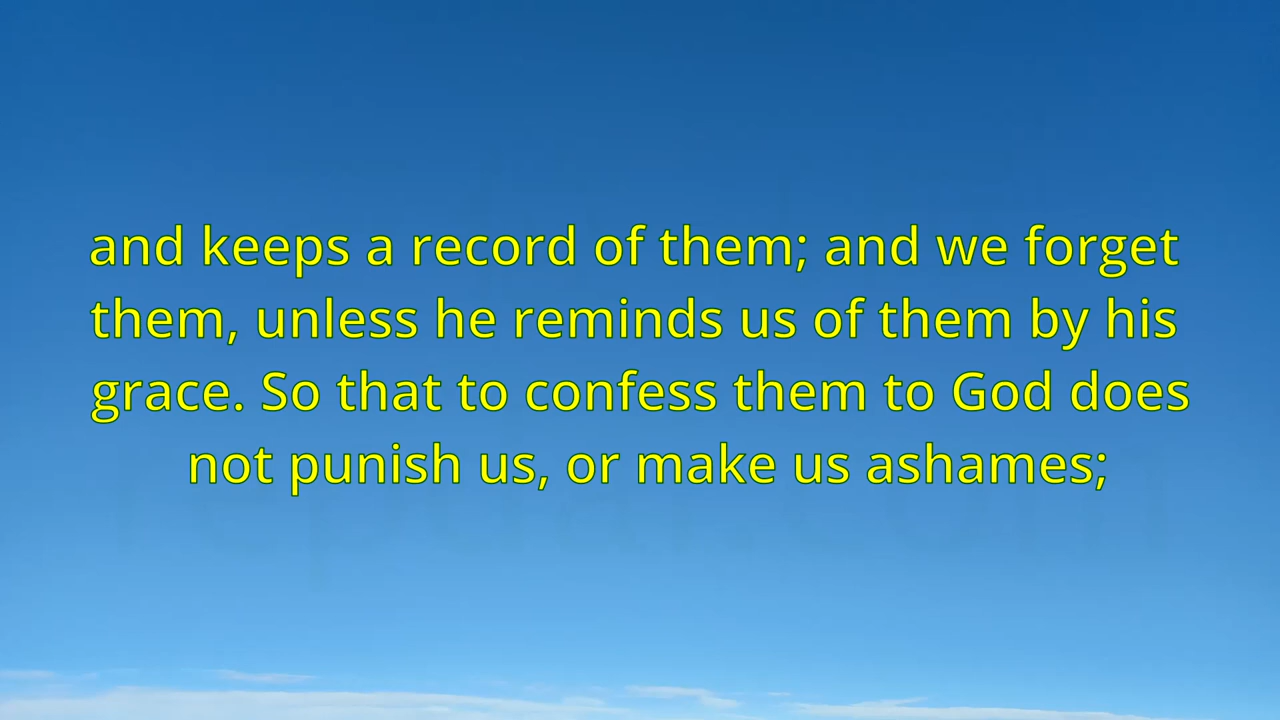 and keeps a record of them; and we forget
them, unless he reminds us of them by his
grace. So that to confess them to God does
not punish us, or make us ashames;